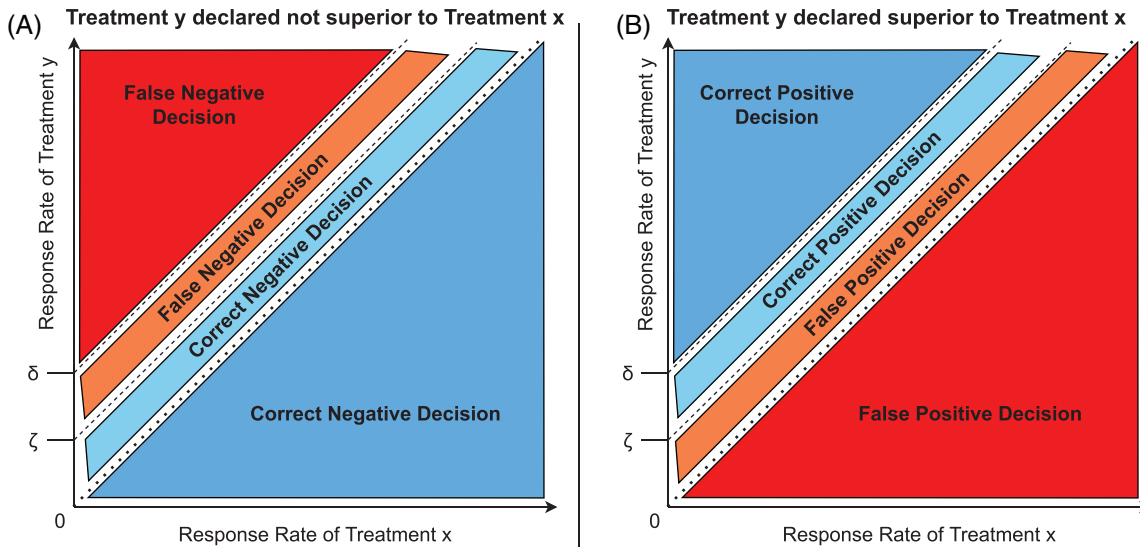 (A)
Treatment y declared not superior to Treatment x
Response Rate of Treatment y
False Negative
Decision
False Negative Decision
Correct Negative Decision
Correct Negative Decision
δ
ζ
0
Response Rate of Treatment x
(B)
Treatment y declared superior to Treatment x
Response Rate of Treatment y
Correct Positive
Decision
Correct Positive Decision
False Positive Decision
False Positive Decision
δ
ζ
0
Response Rate of Treatment x